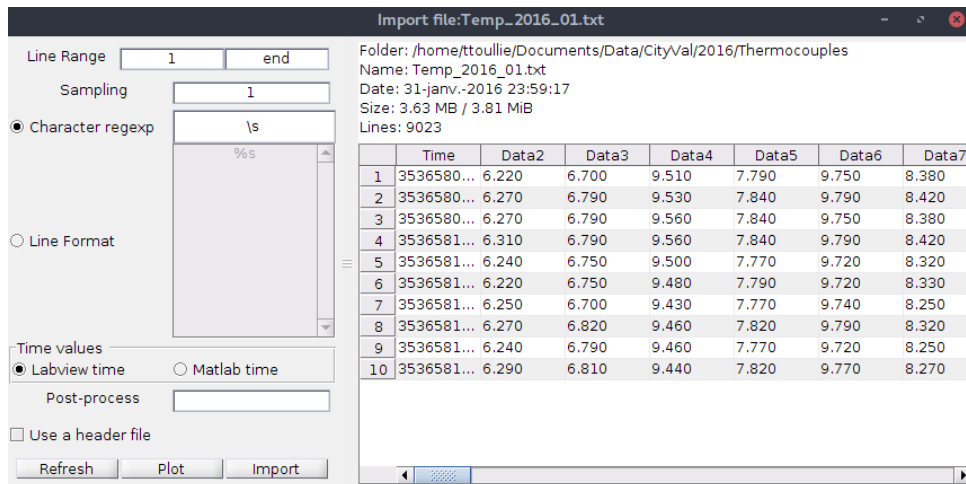 Import file:Temp_2016_01.txt
Line Range 1 end
Sampling 1
Character regexp \s
%s
Line Format
Time values
Labview time Matlab time
Post-process
Use a header file
Refresh Plot Import
Folder: /home/ttoullie/Documents/Data/CityVal/2016/Thermocouples
Name: Temp_2016_01.txt
Date: 31-janv.-2016 23:59:17
Size: 3.63 MB / 3.81 MiB
Lines: 9023
Time Data2 Data3 Data4 Data5 Data6 Data7
1 3536580... 6.220 6.700 9.510 7.790 9.750 8.380
2 3536580... 6.270 6.790 9.530 7.840 9.790 8.420
3 3536580... 6.270 6.790 9.560 7.840 9.750 8.380
4 3536581... 6.310 6.790 9.560 7.840 9.790 8.420
5 3536581... 6.240 6.750 9.500 7.770 9.720 8.320
6 3536581... 6.220 6.750 9.480 7.790 9.720 8.330
7 3536581... 6.250 6.700 9.430 7.770 9.740 8.250
8 3536581... 6.270 6.820 9.460 7.820 9.790 8.320
9 3536581... 6.240 6.790 9.460 7.770 9.720 8.250
10 3536581... 6.290 6.810 9.440 7.820 9.770 8.270